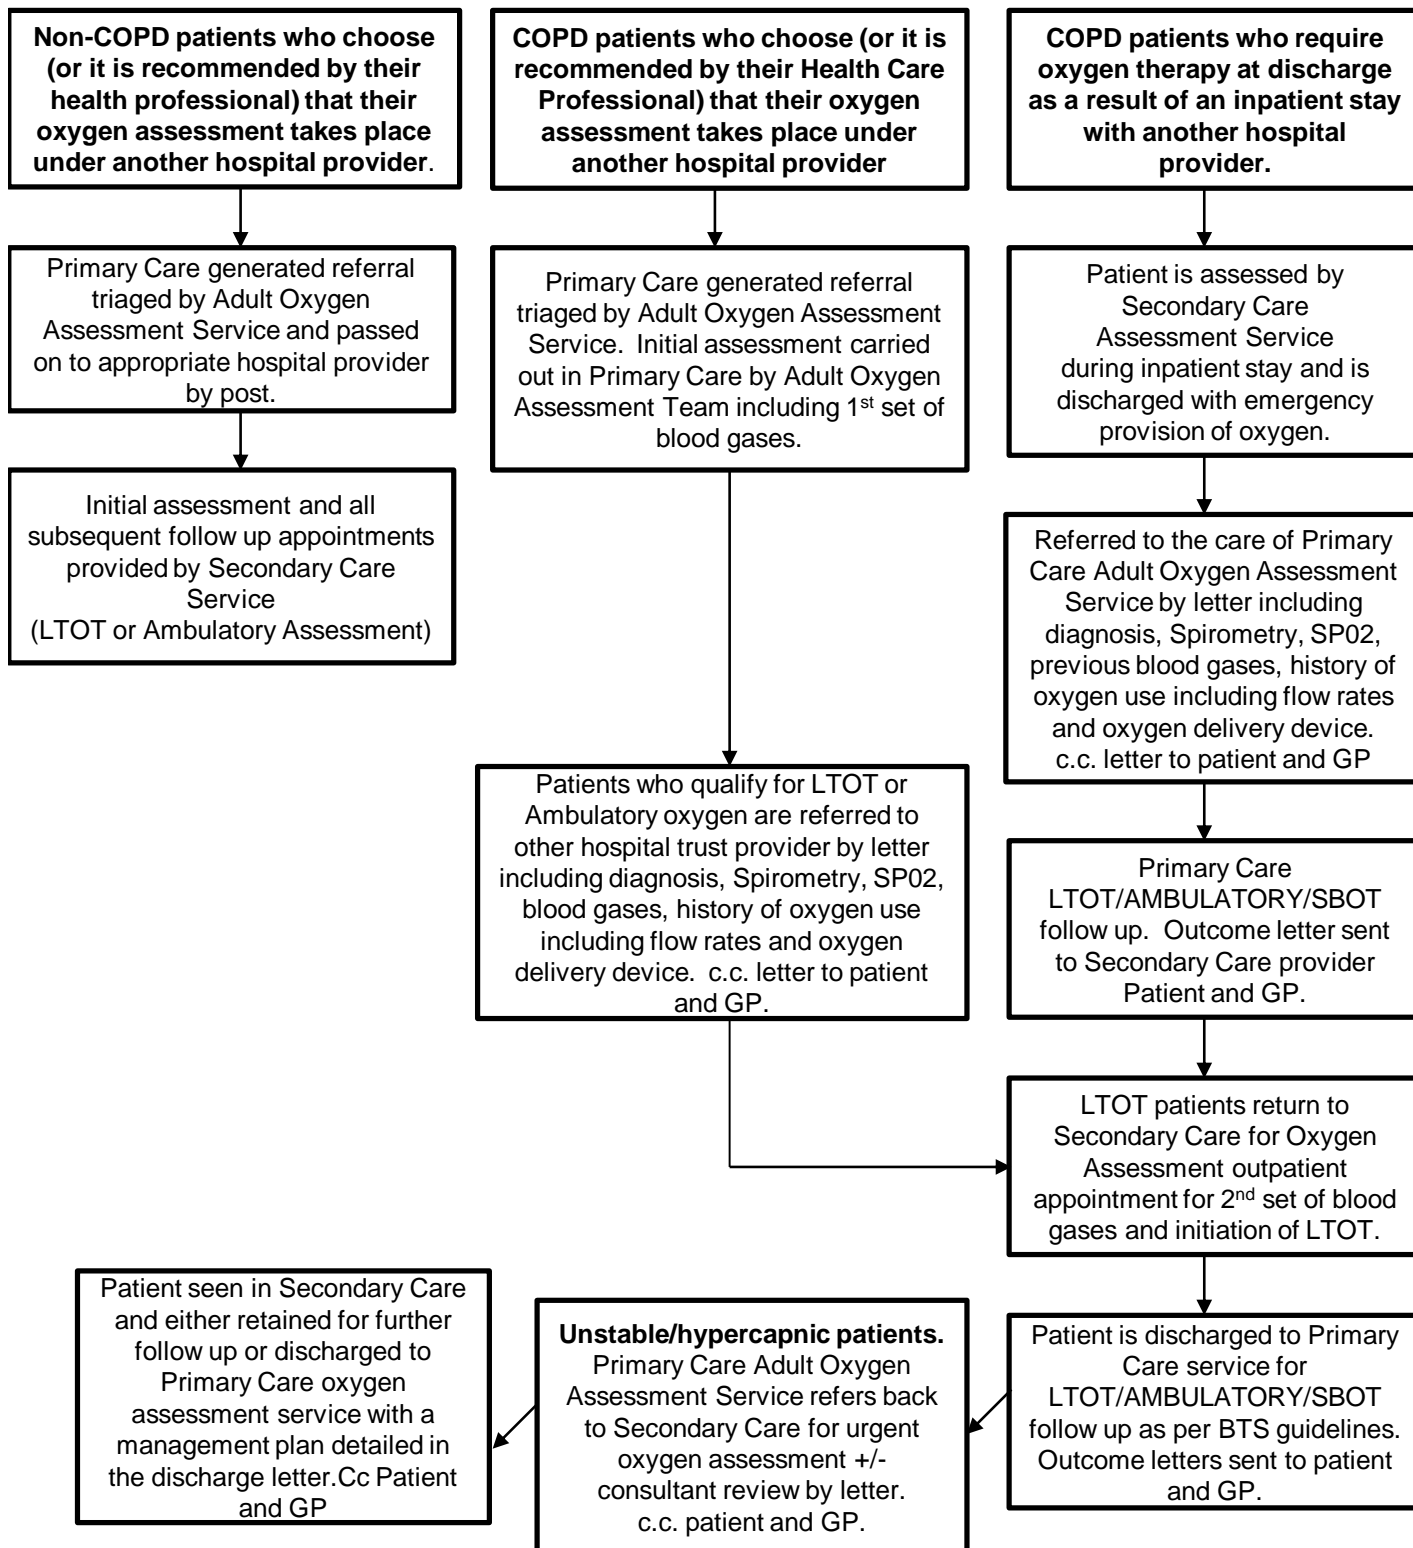 Non-COPD patients who choose
(or it is recommended by their
health professional) that their
oxygen assessment takes place
under another hospital provider.
Primary Care generated referral
triaged by Adult Oxygen
Assessment Service and passed
on to appropriate hospital provider
by post.
Initial assessment and all
subsequent follow up appointments
provided by Secondary Care
Service
(LTOT or Ambulatory Assessment)
COPD patients who choose (or it is
recommended by their Health Care
Professional) that their oxygen
assessment takes place under
another hospital provider
Primary Care generated referral
triaged by Adult Oxygen Assessment
Service.  Initial assessment carried
out in Primary Care by Adult Oxygen
Assessment Team including 1st set of
blood gases.
Patients who qualify for LTOT or
Ambulatory oxygen are referred to
other hospital trust provider by letter
including diagnosis, Spirometry, SP02,
blood gases, history of oxygen use
including flow rates and oxygen
delivery device.  c.c. letter to patient
and GP.
COPD patients who require
oxygen therapy at discharge
as a result of an inpatient stay
with another hospital
provider.
Patient is assessed by
Secondary Care
Assessment Service
during inpatient stay and is
discharged with emergency
provision of oxygen.
Referred to the care of Primary
Care Adult Oxygen Assessment
Service by letter including
diagnosis, Spirometry, SP02,
previous blood gases, history of
oxygen use including flow rates
and oxygen delivery device.
c.c. letter to patient and GP
Primary Care
LTOT/AMBULATORY/SBOT
follow up.  Outcome letter sent
to Secondary Care provider
Patient and GP.
LTOT patients return to
Secondary Care for Oxygen
Assessment outpatient
appointment for 2nd set of blood
gases and initiation of LTOT.
Patient is discharged to Primary
Care service for
LTOT/AMBULATORY/SBOT
follow up as per BTS guidelines.
Outcome letters sent to patient
and GP.
Unstable/hypercapnic patients.
Primary Care Adult Oxygen
Assessment Service refers back
to Secondary Care for urgent
oxygen assessment +/-
consultant review by letter.
c.c. patient and GP.
Patient seen in Secondary Care
and either retained for further
follow up or discharged to
Primary Care oxygen
assessment service with a
management plan detailed in
the discharge letter.Cc Patient
and GP